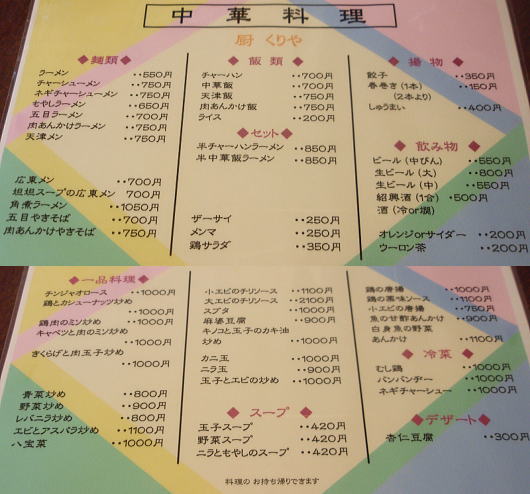 中華料理
厨 くりや
◆麺類◆
ラーメン ‥550円
チャーシューメン ‥750円
ネギチャーシューメン ‥750円
もやしラーメン ‥650円
五目ラーメン ‥700円
肉あんかけラーメン ‥750円
天津メン ‥750円
広東メン ‥700円
坦坦スープの広東メン 700円
角煮ラーメン ‥1050円
五目やきそば ‥700円
肉あんかけやきそば ‥750円
◆飯類◆
チャーハン ‥700円
中華飯 ‥700円
天津飯 ‥750円
肉あんかけ飯 ‥750円
ライス ‥200円
◆セット◆
半チャーハンラーメン ‥850円
半中華飯ラーメン ‥850円
ザーサイ ‥250円
メンマ ‥250円
鶏サラダ ‥350円
◆揚物◆
餃子 ‥350円
春巻き(1本) ‥150円
(2本より)
しゅうまい ‥400円
◆飲み物◆
ビール(中びん) ‥550円
生ビール(大) ‥800円
生ビール(中) ‥550円
紹興酒(1合) ‥500円
酒(冷or燗)
オレンジorサイダー ‥200円
ウーロン茶 ‥200円
◆一品料理◆
チンジャオロース ‥1000円
鶏とカシューナッツ炒め
‥1000円
鶏肉のミン炒め ‥1000円
キャベツと肉のミン炒め
‥1000円
きくらげと肉玉子炒め
‥1000円
青菜炒め ‥800円
野菜炒め ‥900円
レバニラ炒め ‥800円
エビとアスパラ炒め ‥1100円
八宝菜 ‥1000円
小エビのチリソース ‥1100円
大エビのチリソース ‥2100円
スブタ ‥1000円
麻婆豆腐 ‥900円
キノコと玉子のカキ油
炒め ‥1000円
カニ玉 ‥1000円
ニラ玉 ‥900円
玉子とエビの炒め ‥1000円
◆スープ◆
玉子スープ ‥420円
野菜スープ ‥420円
ニラともやしのスープ ‥420円
料理の お持ち帰りできます
鶏の唐揚 ‥1000円
鶏の薬味ソース ‥1100円
小エビの唐揚 ‥750円
魚の甘酢あんかけ ‥900円
白身魚の野菜
あんかけ ‥1100円
◆冷菜◆
むし鶏 ‥1000円
バンバンヂー ‥1000円
ネギチャーシュー ‥1000円
◆デザート◆
杏仁豆腐 ‥300円